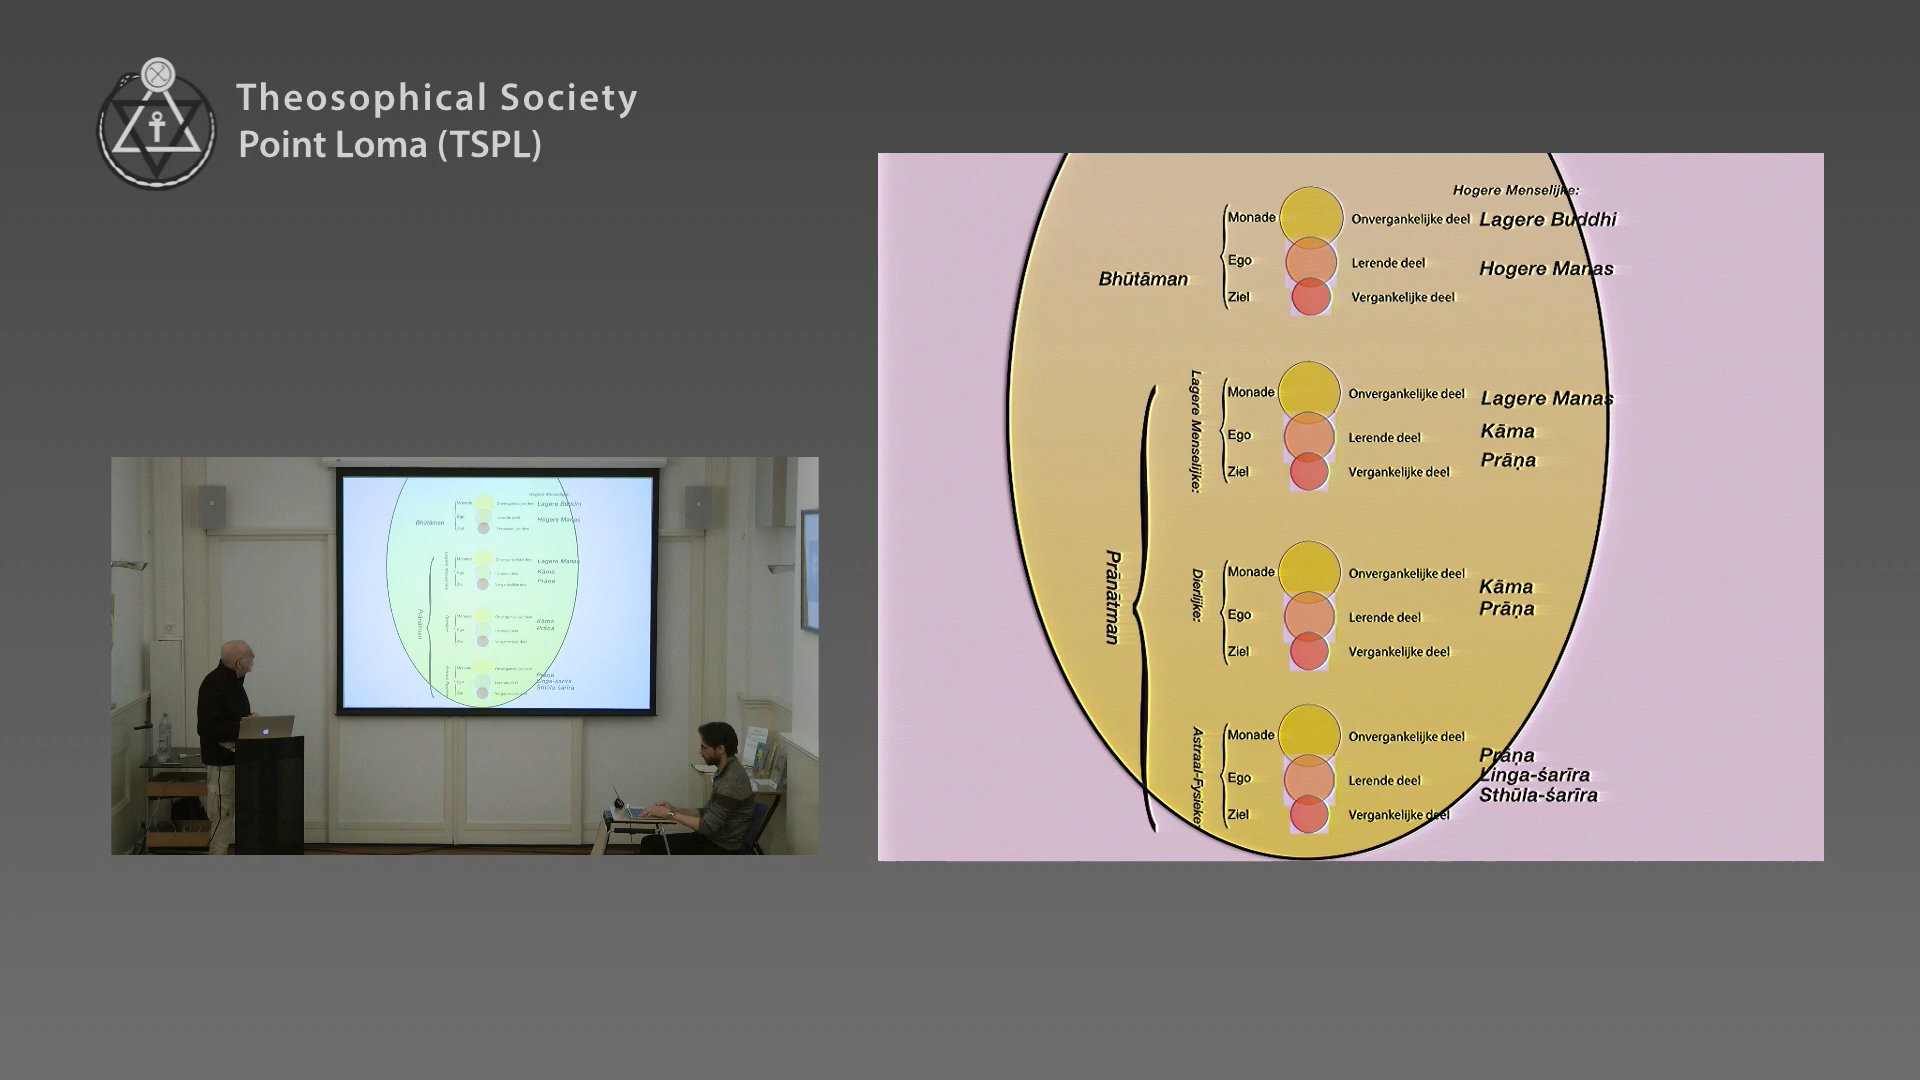 Theosophical Society
Point Loma (TSPL)
Hogere Menselijke:
Monade
Onvergankelijke deel
Lagere Buddhi
Bhūtāman
Ego
Lerende deel
Hogere Manas
Ziel
Vergankelijke deel
Lagere Menselijke:
Monade
Onvergankelijke deel
Lagere Manas
Ego
Lerende deel
Kāma
Prāṇa
Ziel
Vergankelijke deel
Prānātman
Dierlijke:
Monade
Onvergankelijke deel
Kāma
Prāṇa
Ego
Lerende deel
Ziel
Vergankelijke deel
Astraal-Fysieke:
Monade
Onvergankelijke deel
Prāṇa
Linga-śarīra
Sthūla-śarīra
Ego
Lerende deel
Ziel
Vergankelijke deel